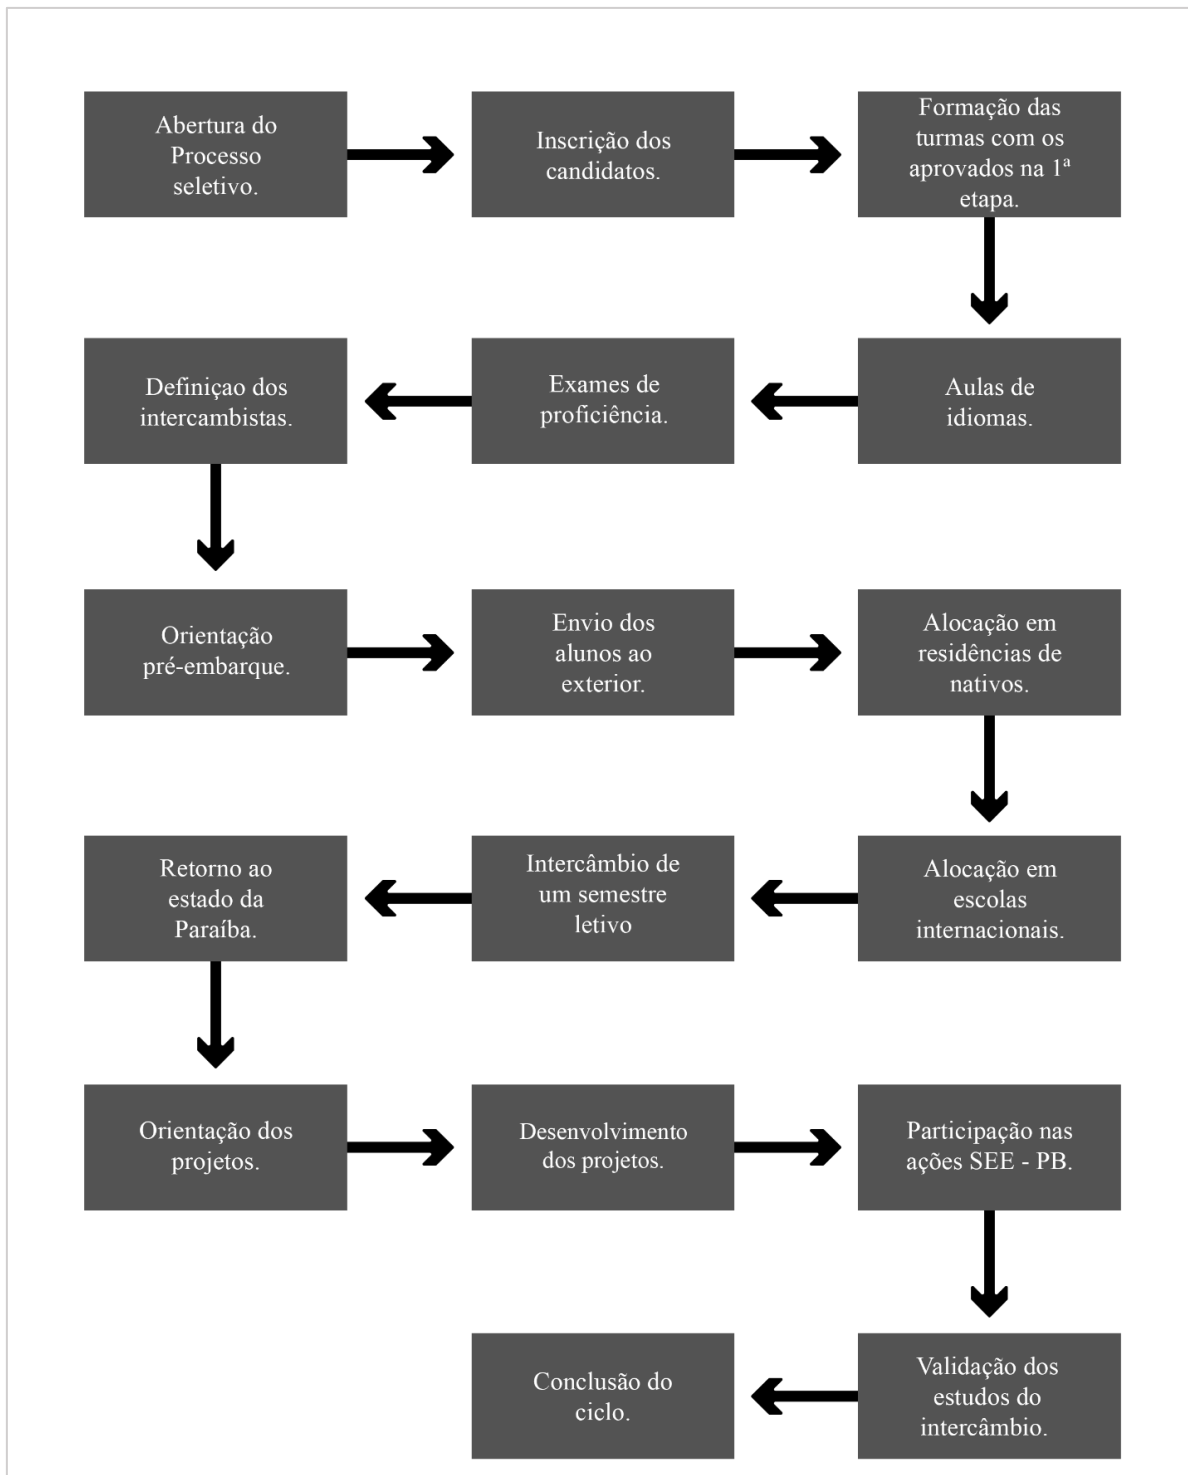 Abertura do
Processo
seletivo.
Inscrição dos
candidatos.
Formação das
turmas com os
aprovados na 1ª
etapa.
Aulas de
idiomas.
Exames de
proficiência.
Definiçao dos
intercambistas.
Orientação
pré-embarque.
Envio dos
alunos ao
exterior.
Alocação em
residências de
nativos.
Alocação em
escolas
internacionais.
Intercâmbio de
um semestre
letivo
Retorno ao
estado da
Paraíba.
Orientação dos
projetos.
Desenvolvimento
dos projetos.
Participação nas
ações SEE - PB.
Validação dos
estudos do
intercâmbio.
Conclusão do
ciclo.